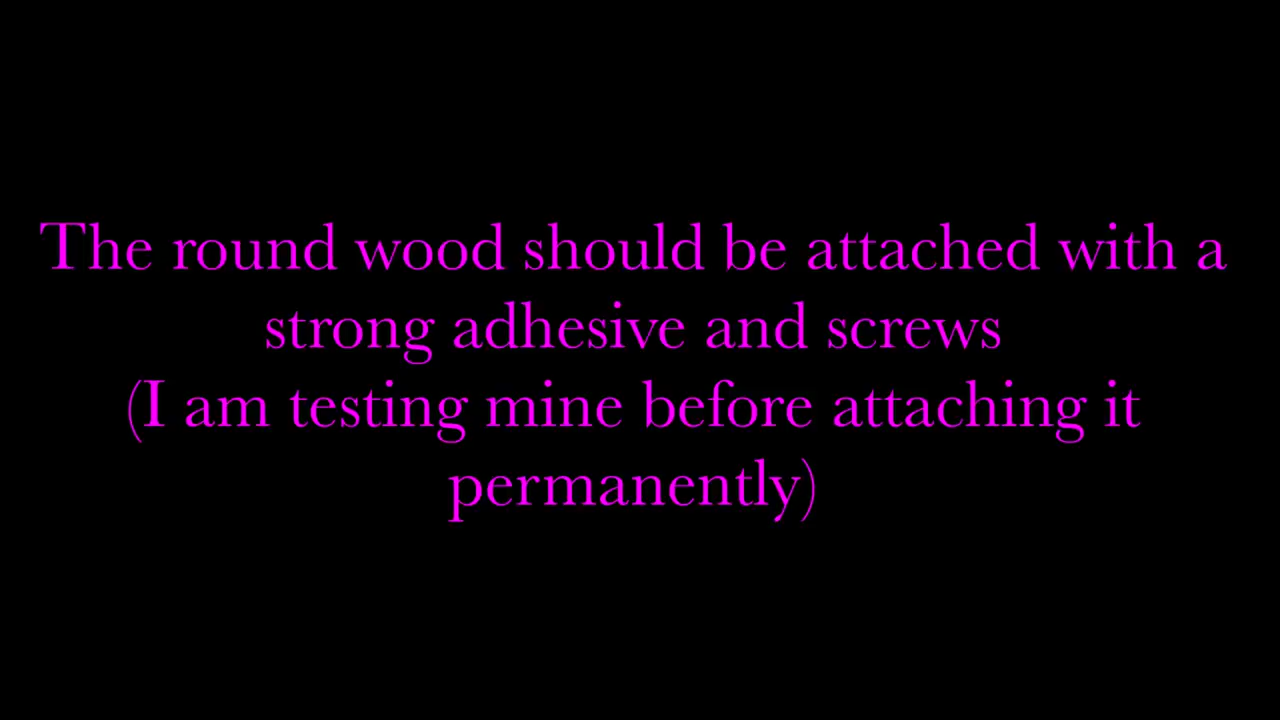 The round wood should be attached with a
strong adhesive and screws
(I am testing mine before attaching it
permanently)